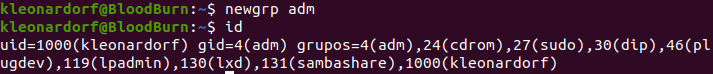 kleonardorf@BloodBurn:~$ newgrp adm
kleonardorf@BloodBurn:~$ id
uid=1000(kleonardorf) gid=4(adm) grupos=4(adm),24(cdrom),27(sudo),30(dip),46(pl
ugdev),119(lpadmin),130(lxd),131(sambashare),1000(kleonardorf)